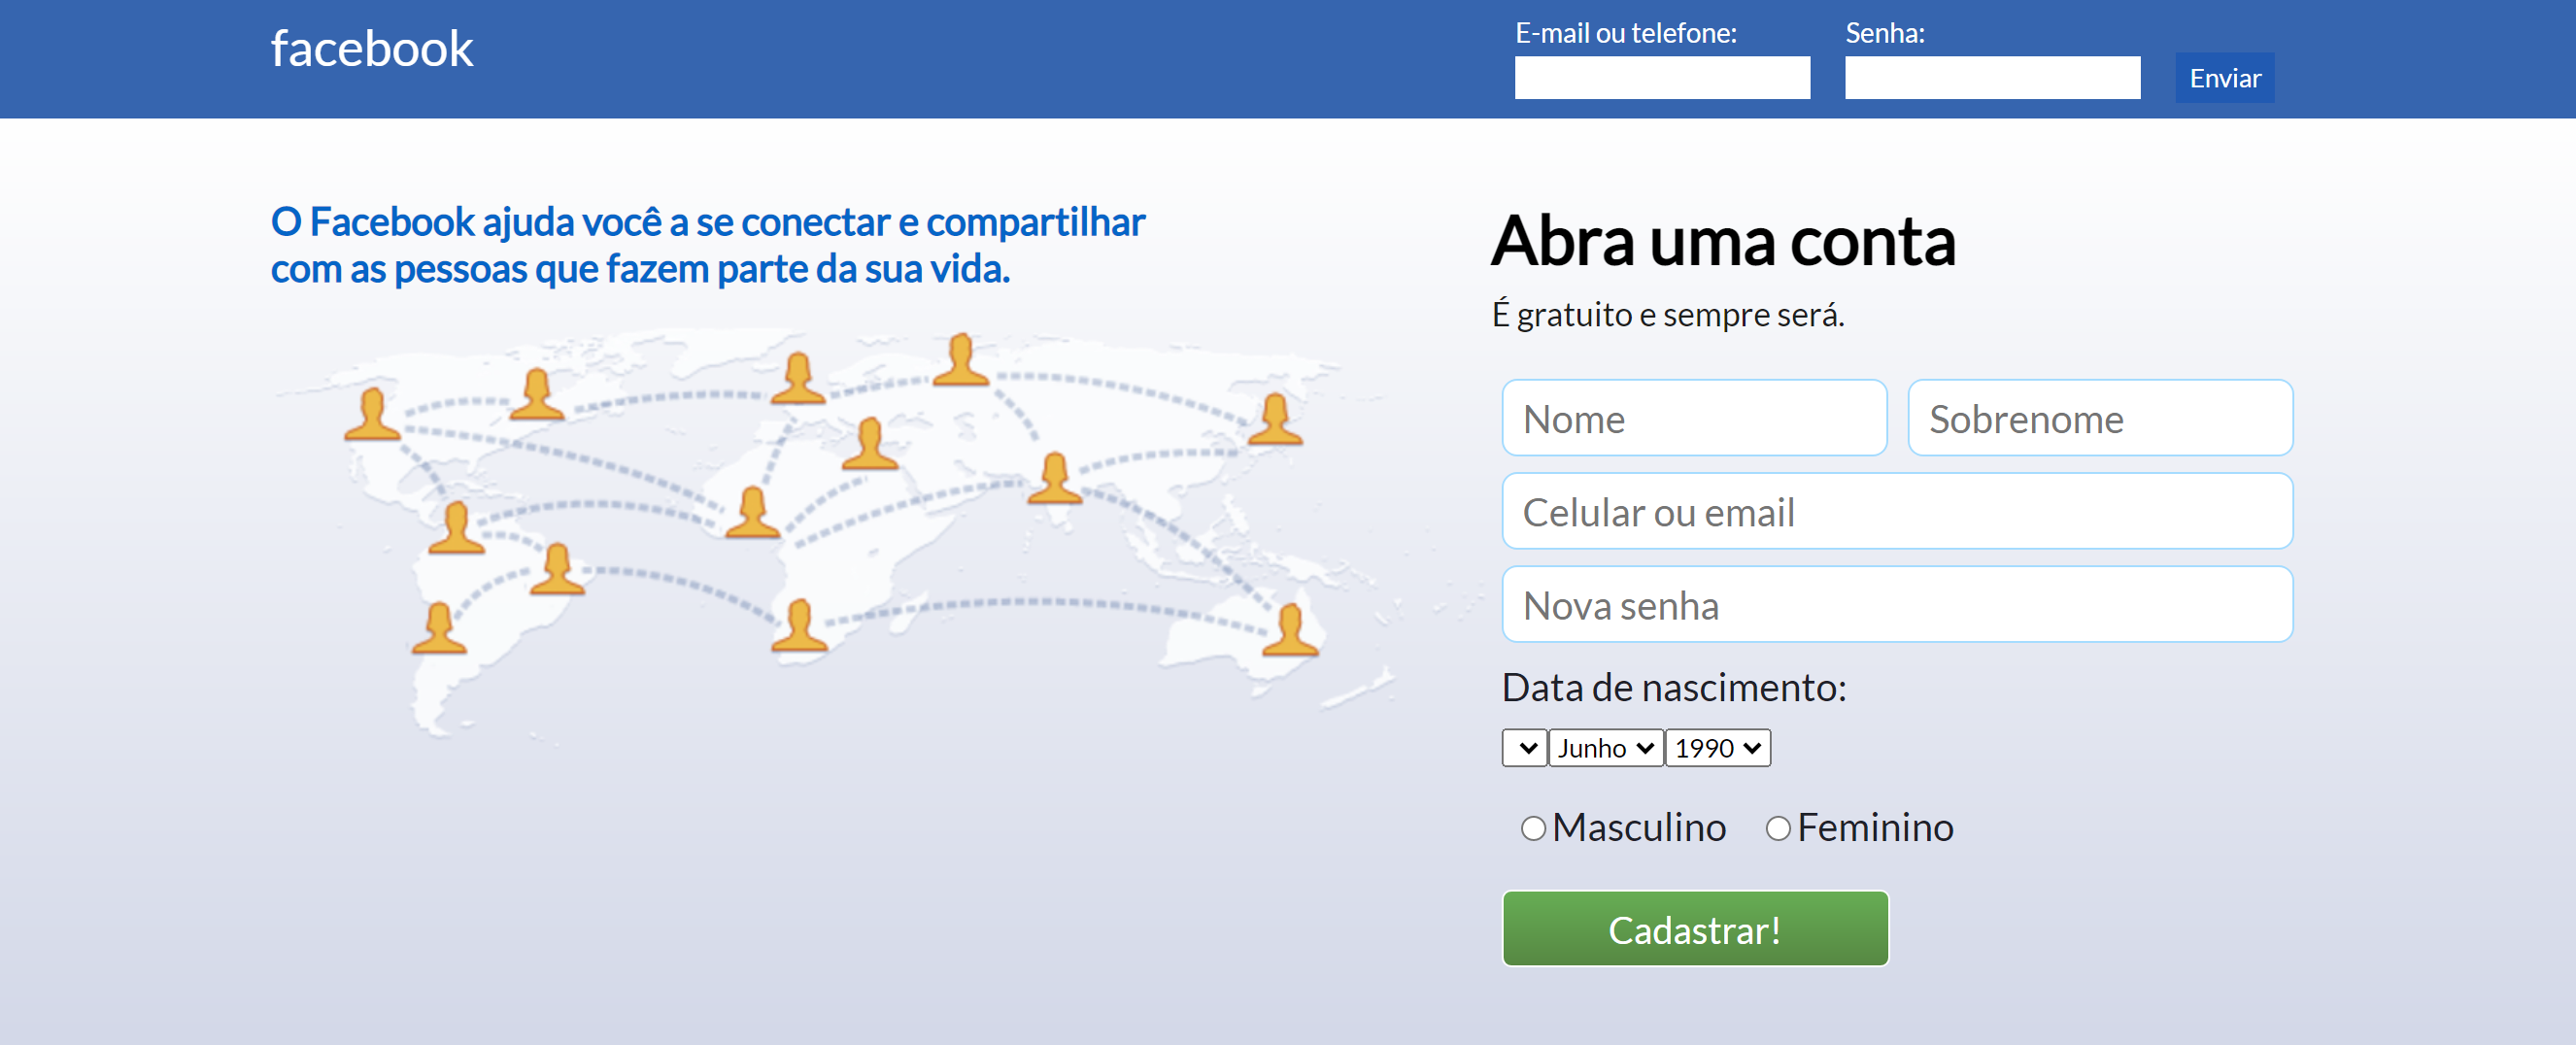 facebook
E-mail ou telefone:
Senha:
Enviar
O Facebook ajuda você a se conectar e compartilhar
com as pessoas que fazem parte da sua vida.
Abra uma conta
É gratuito e sempre será.
Nome
Sobrenome
Celular ou email
Nova senha
Data de nascimento:
Junho 1990
Masculino Feminino
Cadastrar!